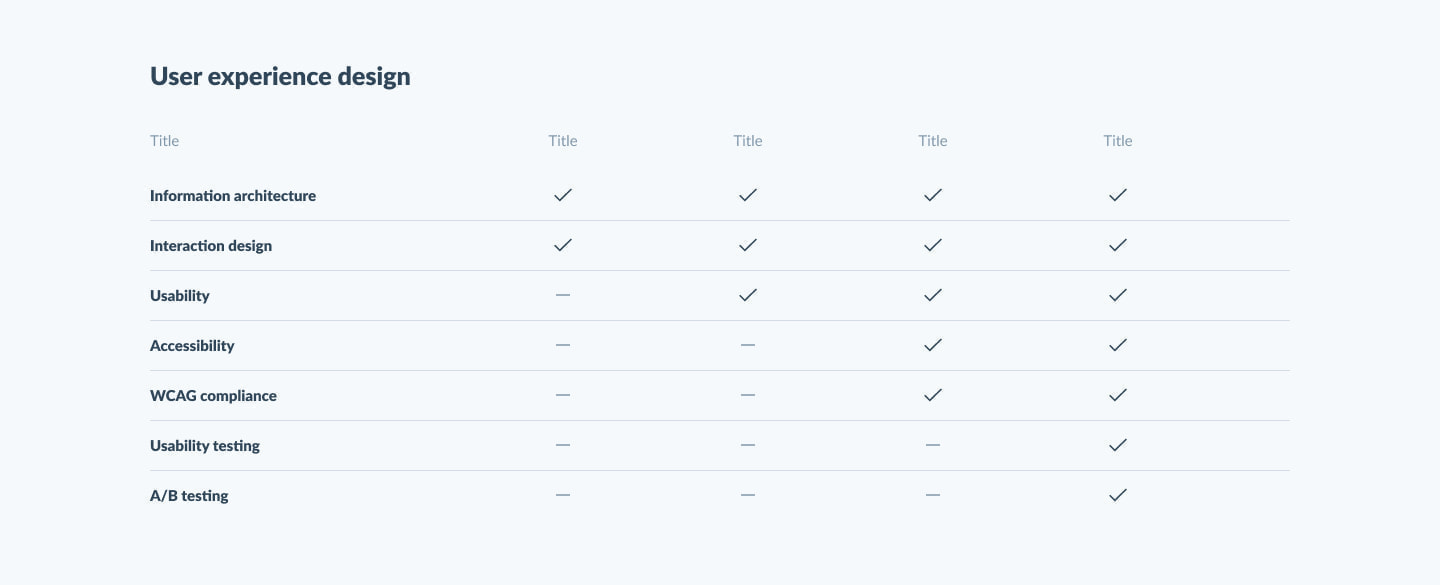 User experience design
Title Title Title Title Title
Information architecture ✓ ✓ ✓ ✓
Interaction design ✓ ✓ ✓ ✓
Usability — ✓ ✓ ✓
Accessibility — — ✓ ✓
WCAG compliance — — ✓ ✓
Usability testing — — — ✓
A/B testing — — — ✓